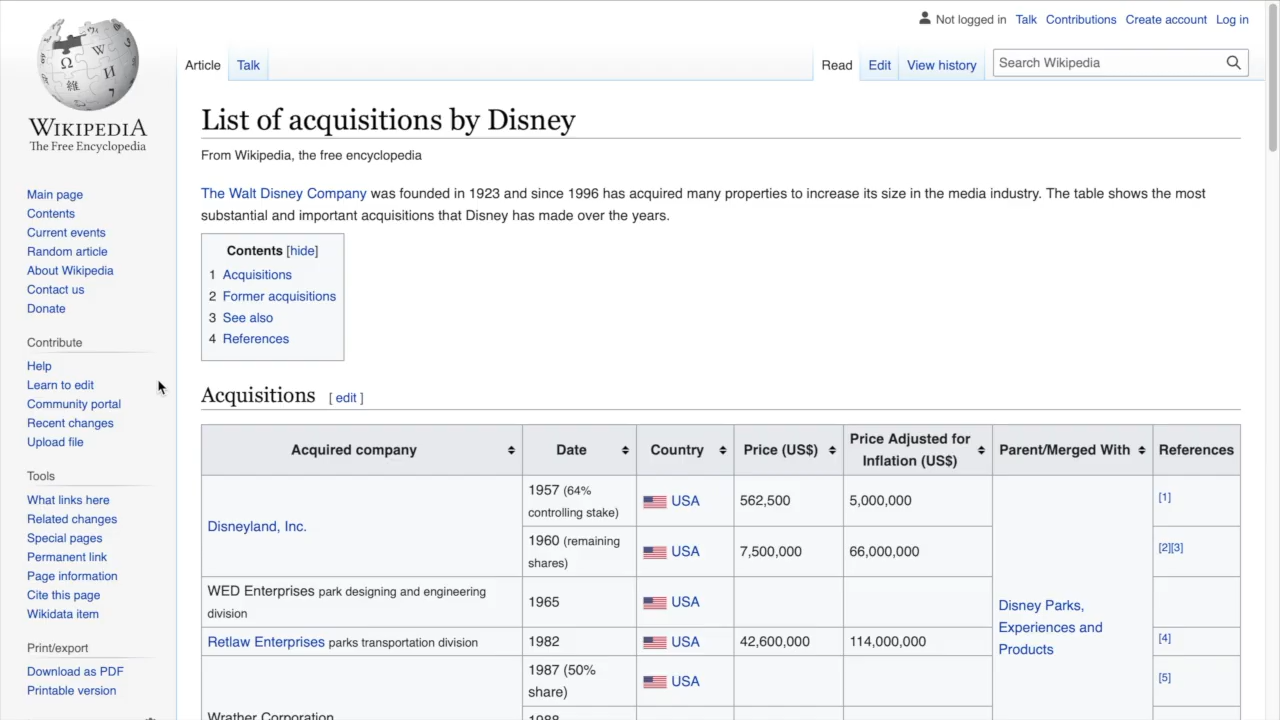 Not logged in Talk Contributions Create account Log in
Article Talk Read Edit View history Search Wikipedia
WIKIPEDIA
The Free Encyclopedia
Main page
Contents
Current events
Random article
About Wikipedia
Contact us
Donate
Contribute
Help
Learn to edit
Community portal
Recent changes
Upload file
Tools
What links here
Related changes
Special pages
Permanent link
Page information
Cite this page
Wikidata item
Print/export
Download as PDF
Printable version
List of acquisitions by Disney
From Wikipedia, the free encyclopedia
The Walt Disney Company was founded in 1923 and since 1996 has acquired many properties to increase its size in the media industry. The table shows the most
substantial and important acquisitions that Disney has made over the years.
Contents [hide]
1 Acquisitions
2 Former acquisitions
3 See also
4 References
Acquisitions [ edit ]
Acquired company Date Country Price (US$) Price Adjusted for Inflation (US$) Parent/Merged With References
Disneyland, Inc.
1957 (64%
controlling stake) USA 562,500 5,000,000 [1]
1960 (remaining
shares) USA 7,500,000 66,000,000 [2][3]
WED Enterprises park designing and engineering
division 1965 USA
Disney Parks,
Experiences and
Products
Retlaw Enterprises parks transportation division 1982 USA 42,600,000 114,000,000 [4]
1987 (50%
share) USA [5]
Wrather Corporation
1988